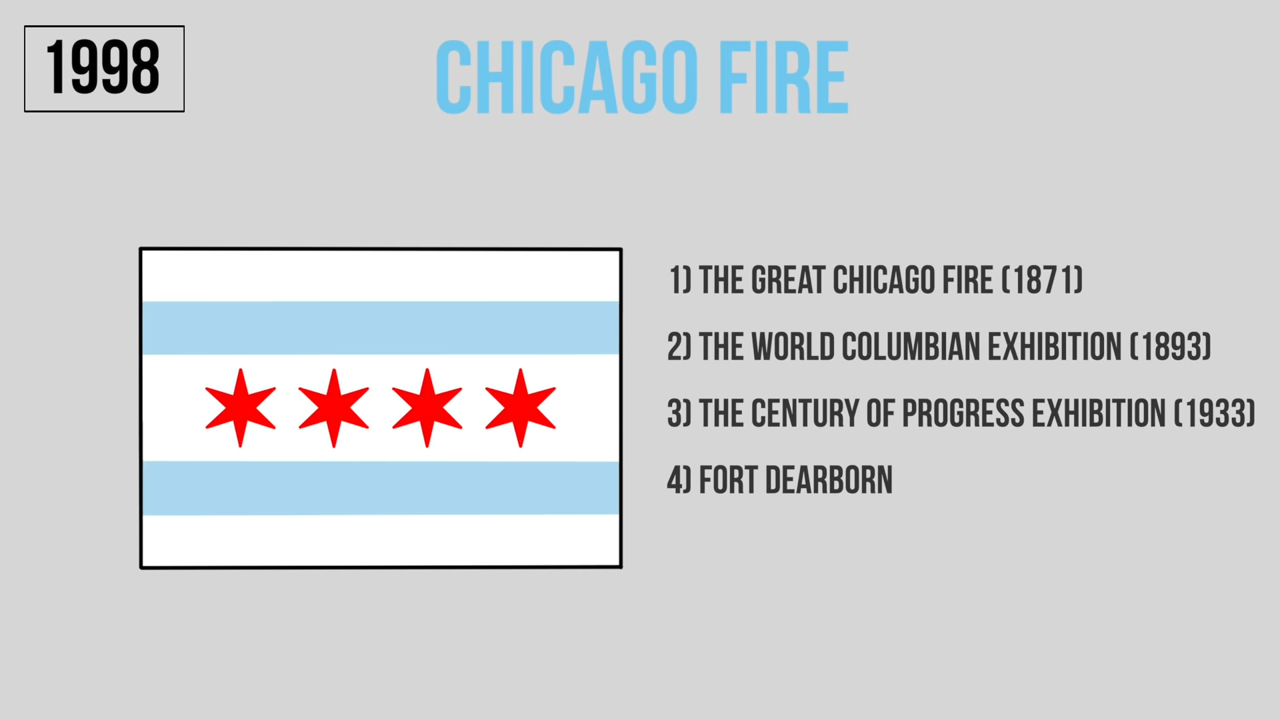 1998
CHICAGO FIRE
1) THE GREAT CHICAGO FIRE (1871)
2) THE WORLD COLUMBIAN EXHIBITION (1893)
3) THE CENTURY OF PROGRESS EXHIBITION (1933)
4) FORT DEARBORN